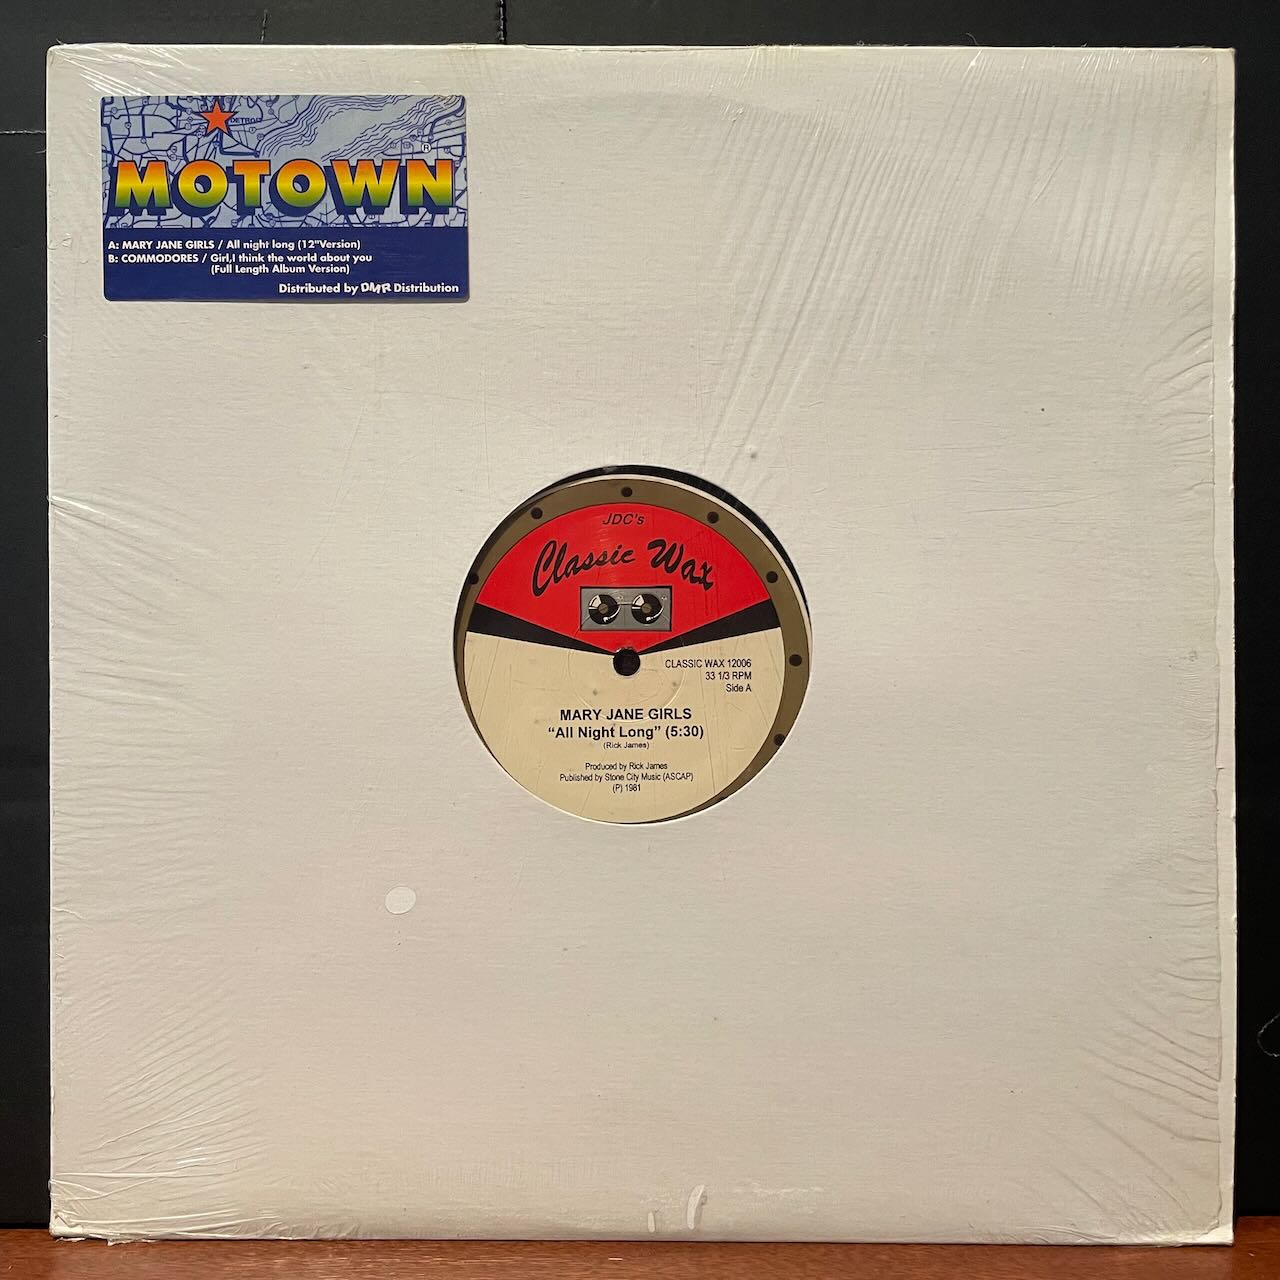 DETROIT
MOTOWN®
A: MARY JANE GIRLS / All night long (12"Version)
B: COMMODORES / Girl,I think the world about you
(Full Length Album Version)
Distributed by DMR Distribution
JDC's
Classic Wax
CLASSIC WAX 12006
33 1/3 RPM
Side A
MARY JANE GIRLS
“All Night Long” (5:30)
(Rick James)
Produced by Rick James
Published by Stone City Music (ASCAP)
(P) 1981